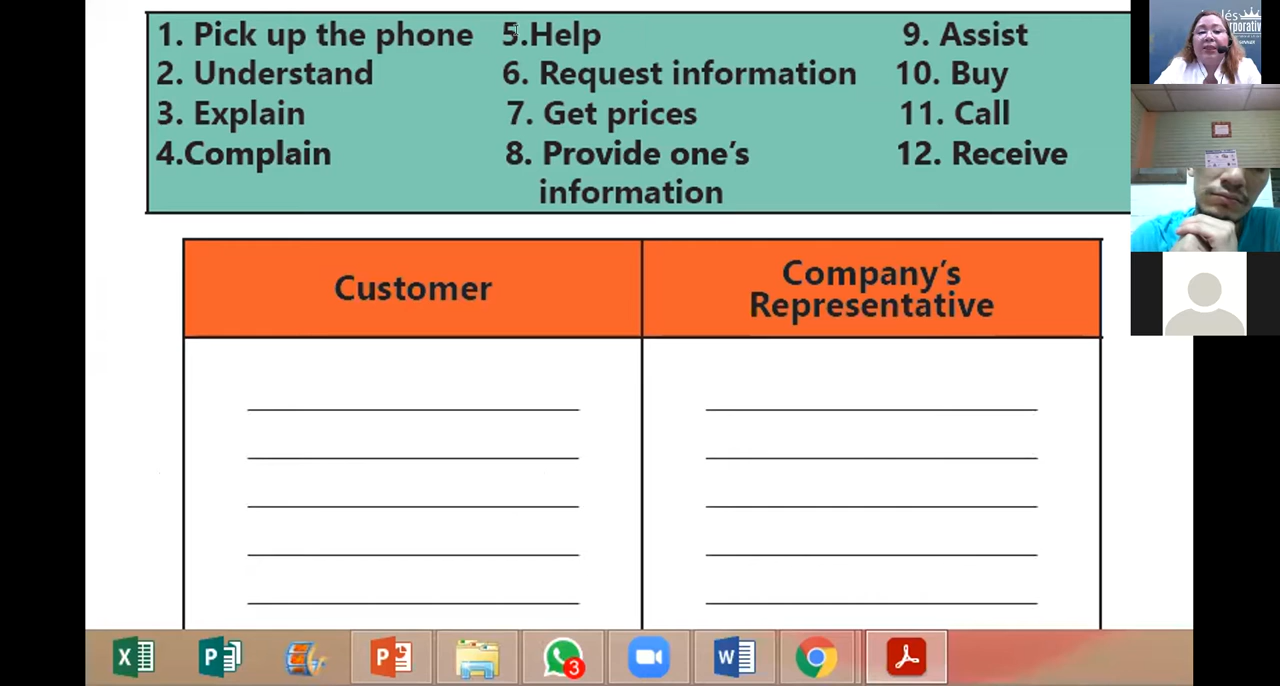 1. Pick up the phone
2. Understand
3. Explain
4.Complain
5.Help
6. Request information
7. Get prices
8. Provide one's
information
9. Assist
10. Buy
11. Call
12. Receive
Customer
Company's
Representative
3